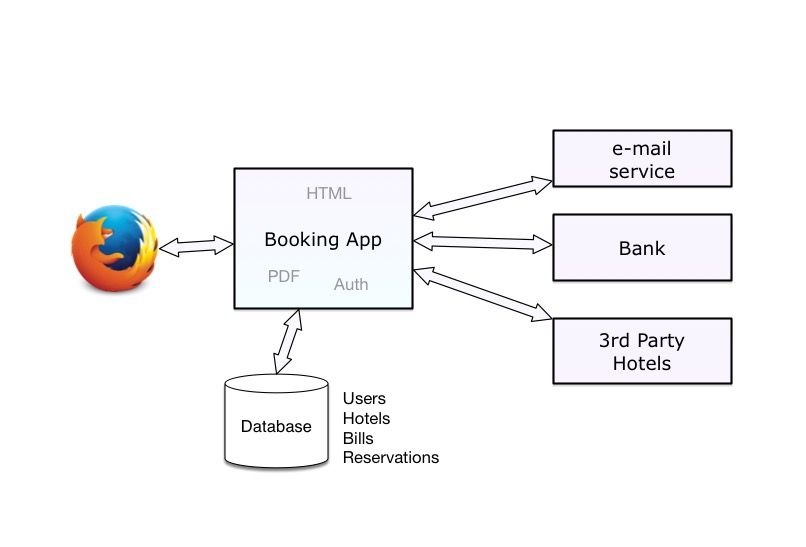 HTML
Booking App
PDF
Auth
e-mail
service
Bank
3rd Party
Hotels
Database
Users
Hotels
Bills
Reservations